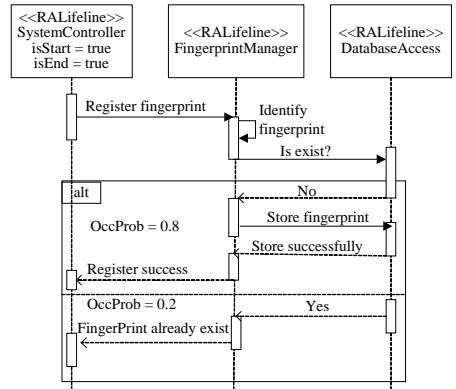 <<RALifeline>>
SystemController
isStart = true
isEnd = true
<<RALifeline>>
FingerprintManager
<<RALifeline>>
DatabaseAccess
Register fingerprint
Identify
fingerprint
Is exist?
alt
No
OccProb = 0.8
Store fingerprint
Store successfully
Register success
OccProb = 0.2
Yes
FingerPrint already exist